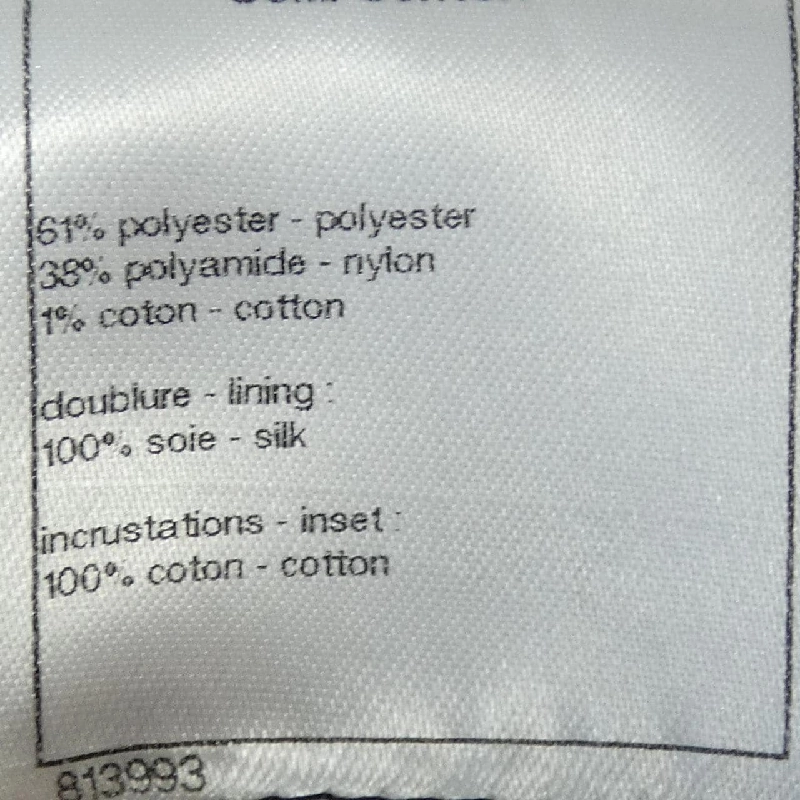 61% polyester - polyester
38% polyamide - nylon
1% coton - cotton
doublure - lining :
100% soie - silk
incrustations - inset :
100% coton - cotton
813993